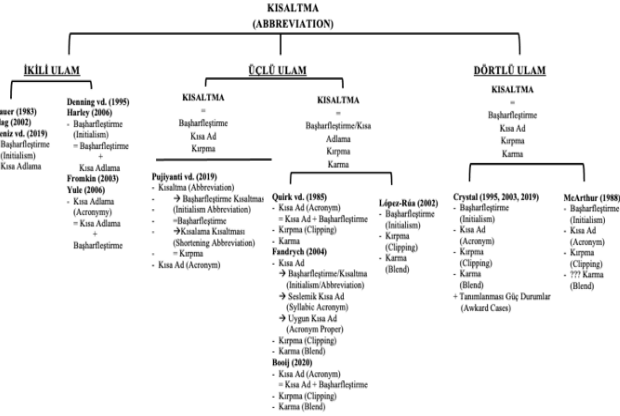 KISALTMA
(ABBREVIATION)
İKİLİ ULAM
auer (1983)
lag (2002)
eniz vd. (2019)
Başharfleştirme
(Initialism)
Kısa Adlama
Denning vd. (1995)
Harley (2006)
- Başharfleştirme
(Initialism)
= Başharfleştirme
+
Kısa Adlama
Fromkin (2003)
Yule (2006)
- Kısa Adlama
(Acronymy)
= Kısa Adlama
+
Başharfleştirme
ÜÇLÜ ULAM
KISALTMA
=
Başharfleştirme
Kısa Ad
Kırpma
Pujiyanti vd. (2019)
- Kısaltma (Abbreviation)
- → Başharfleştirme Kısaltması
- (Initialism Abbreviation)
- =Başharfleştirme
- →Kısalama Kısaltması
- (Shortening Abbreviation)
- = Kırpma
- Kısa Ad (Acronym)
KISALTMA
=
Başharfleştirme/Kısa
Adlama
Kırpma
Karma
Quirk vd. (1985)
- Kısa Ad (Acronym)
= Kısa Ad + Başharfleştirme
- Kırpma (Clipping)
- Karma
Fandrych (2004)
- Kısa Ad
→ Başharfleştirme/Kısaltma
(Initialism/Abbreviation)
→ Seslemik Kısa Ad
(Syllabic Acronym)
→ Uygun Kısa Ad
(Acronym Proper)
- Kırpma (Clipping)
- Karma (Blend)
Booij (2020)
- Kısa Ad (Acronym)
= Kısa Ad + Başharfleştirme
- Kırpma (Clipping)
- Karma (Blend)
López-Rúa (2002)
- Başharfleştirme
(Initialism)
- Kırpma
(Clipping)
- Karma
(Blend)
DÖRTLÜ ULAM
KISALTMA
=
Başharfleştirme
Kısa Ad
Kırpma
Karma
Crystal (1995, 2003, 2019)
- Başharfleştirme
(Initialism)
- Kısa Ad
(Acronym)
- Kırpma
(Clipping)
- Karma
(Blend)
+ Tanımlanması Güç Durumlar
(Awkard Cases)
McArthur (1988)
- Başharfleştirme
(Initialism)
- Kısa Ad
(Acronym)
- Kırpma
(Clipping)
- ??? Karma
(Blend)